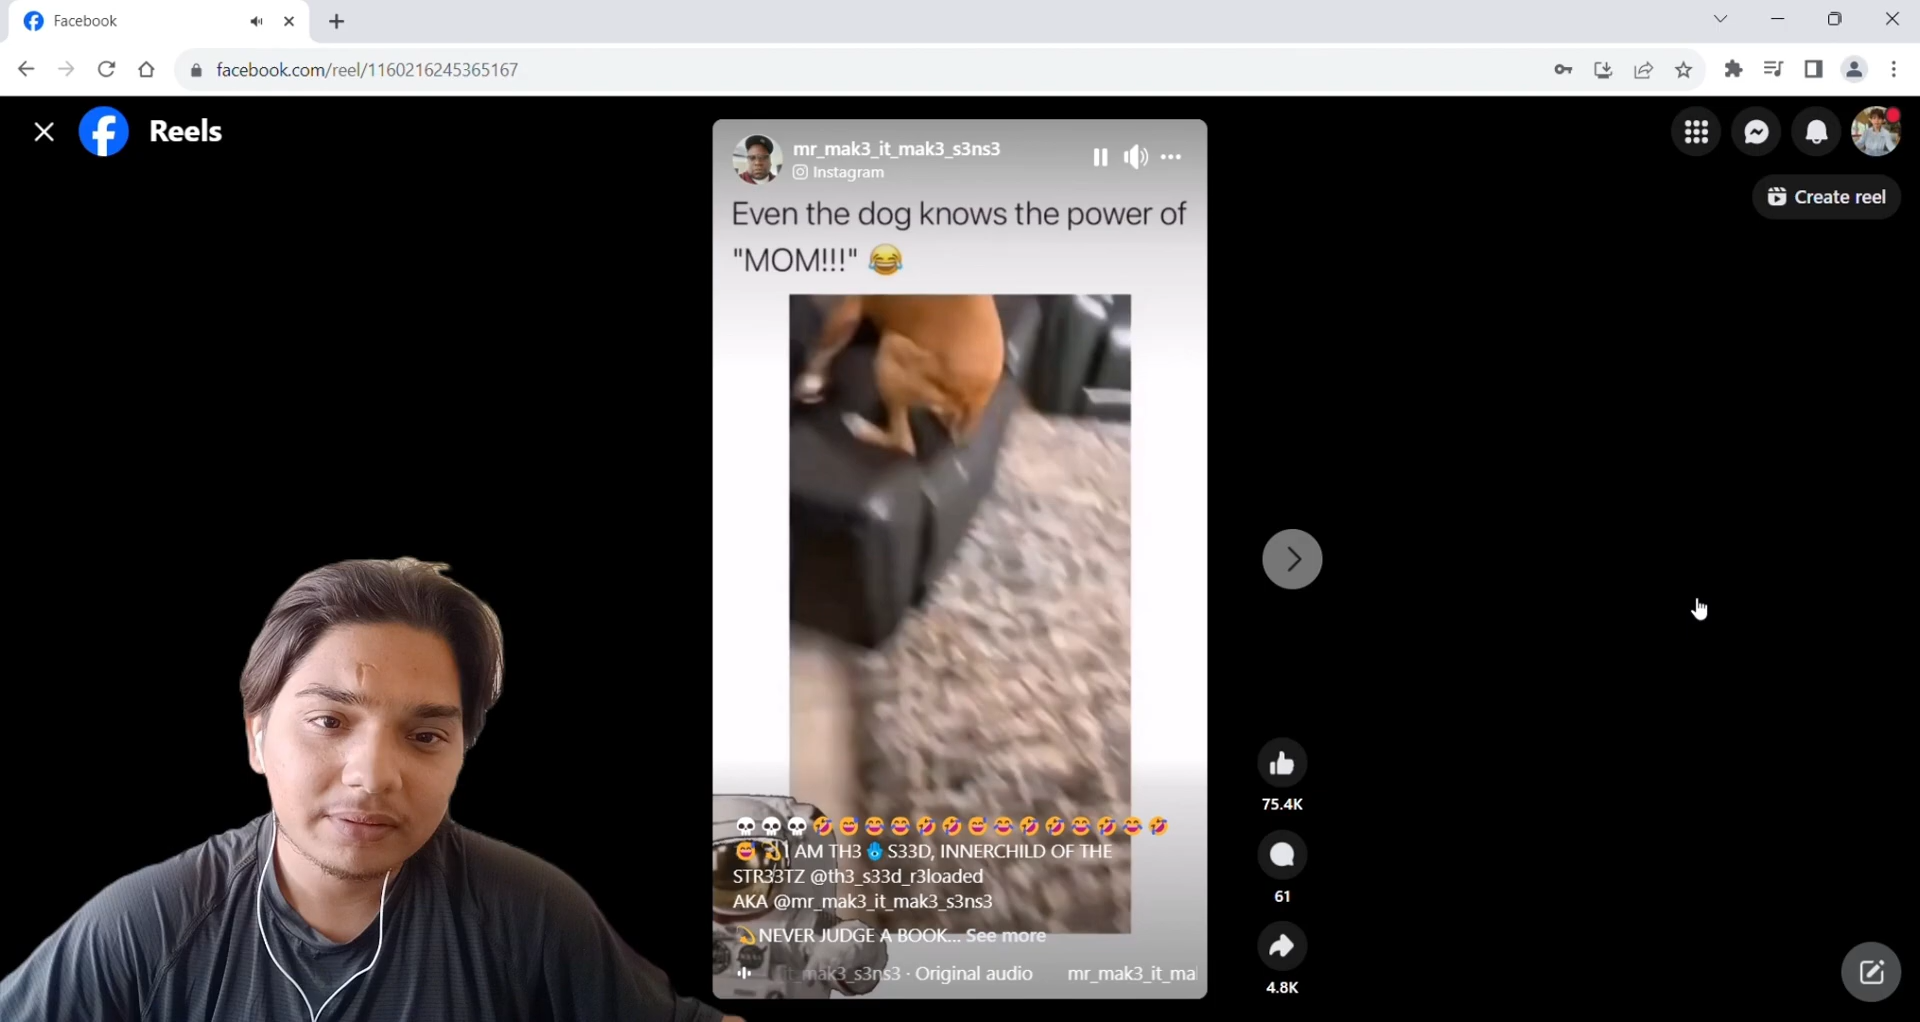 Facebook
facebook.com/reel/1160216245365167
Reels
mr_mak3_it_mak3_s3ns3
Instagram
Create reel
Even the dog knows the power of
"MOM!!!" 😂
💀💀💀🤣😅😂😂🤣🤣😅😂🤣🤣😂🤣😂🤣
😅💫I AM TH3🪬S33D, INNERCHILD OF THE
STR33TZ @th3_s33d_r3loaded
AKA @mr_mak3_it_mak3_s3ns3
💫NEVER JUDGE A BOOK... See more
t_mak3_s3ns3 · Original audio mr_mak3_it_ma
75.4K
61
4.8K